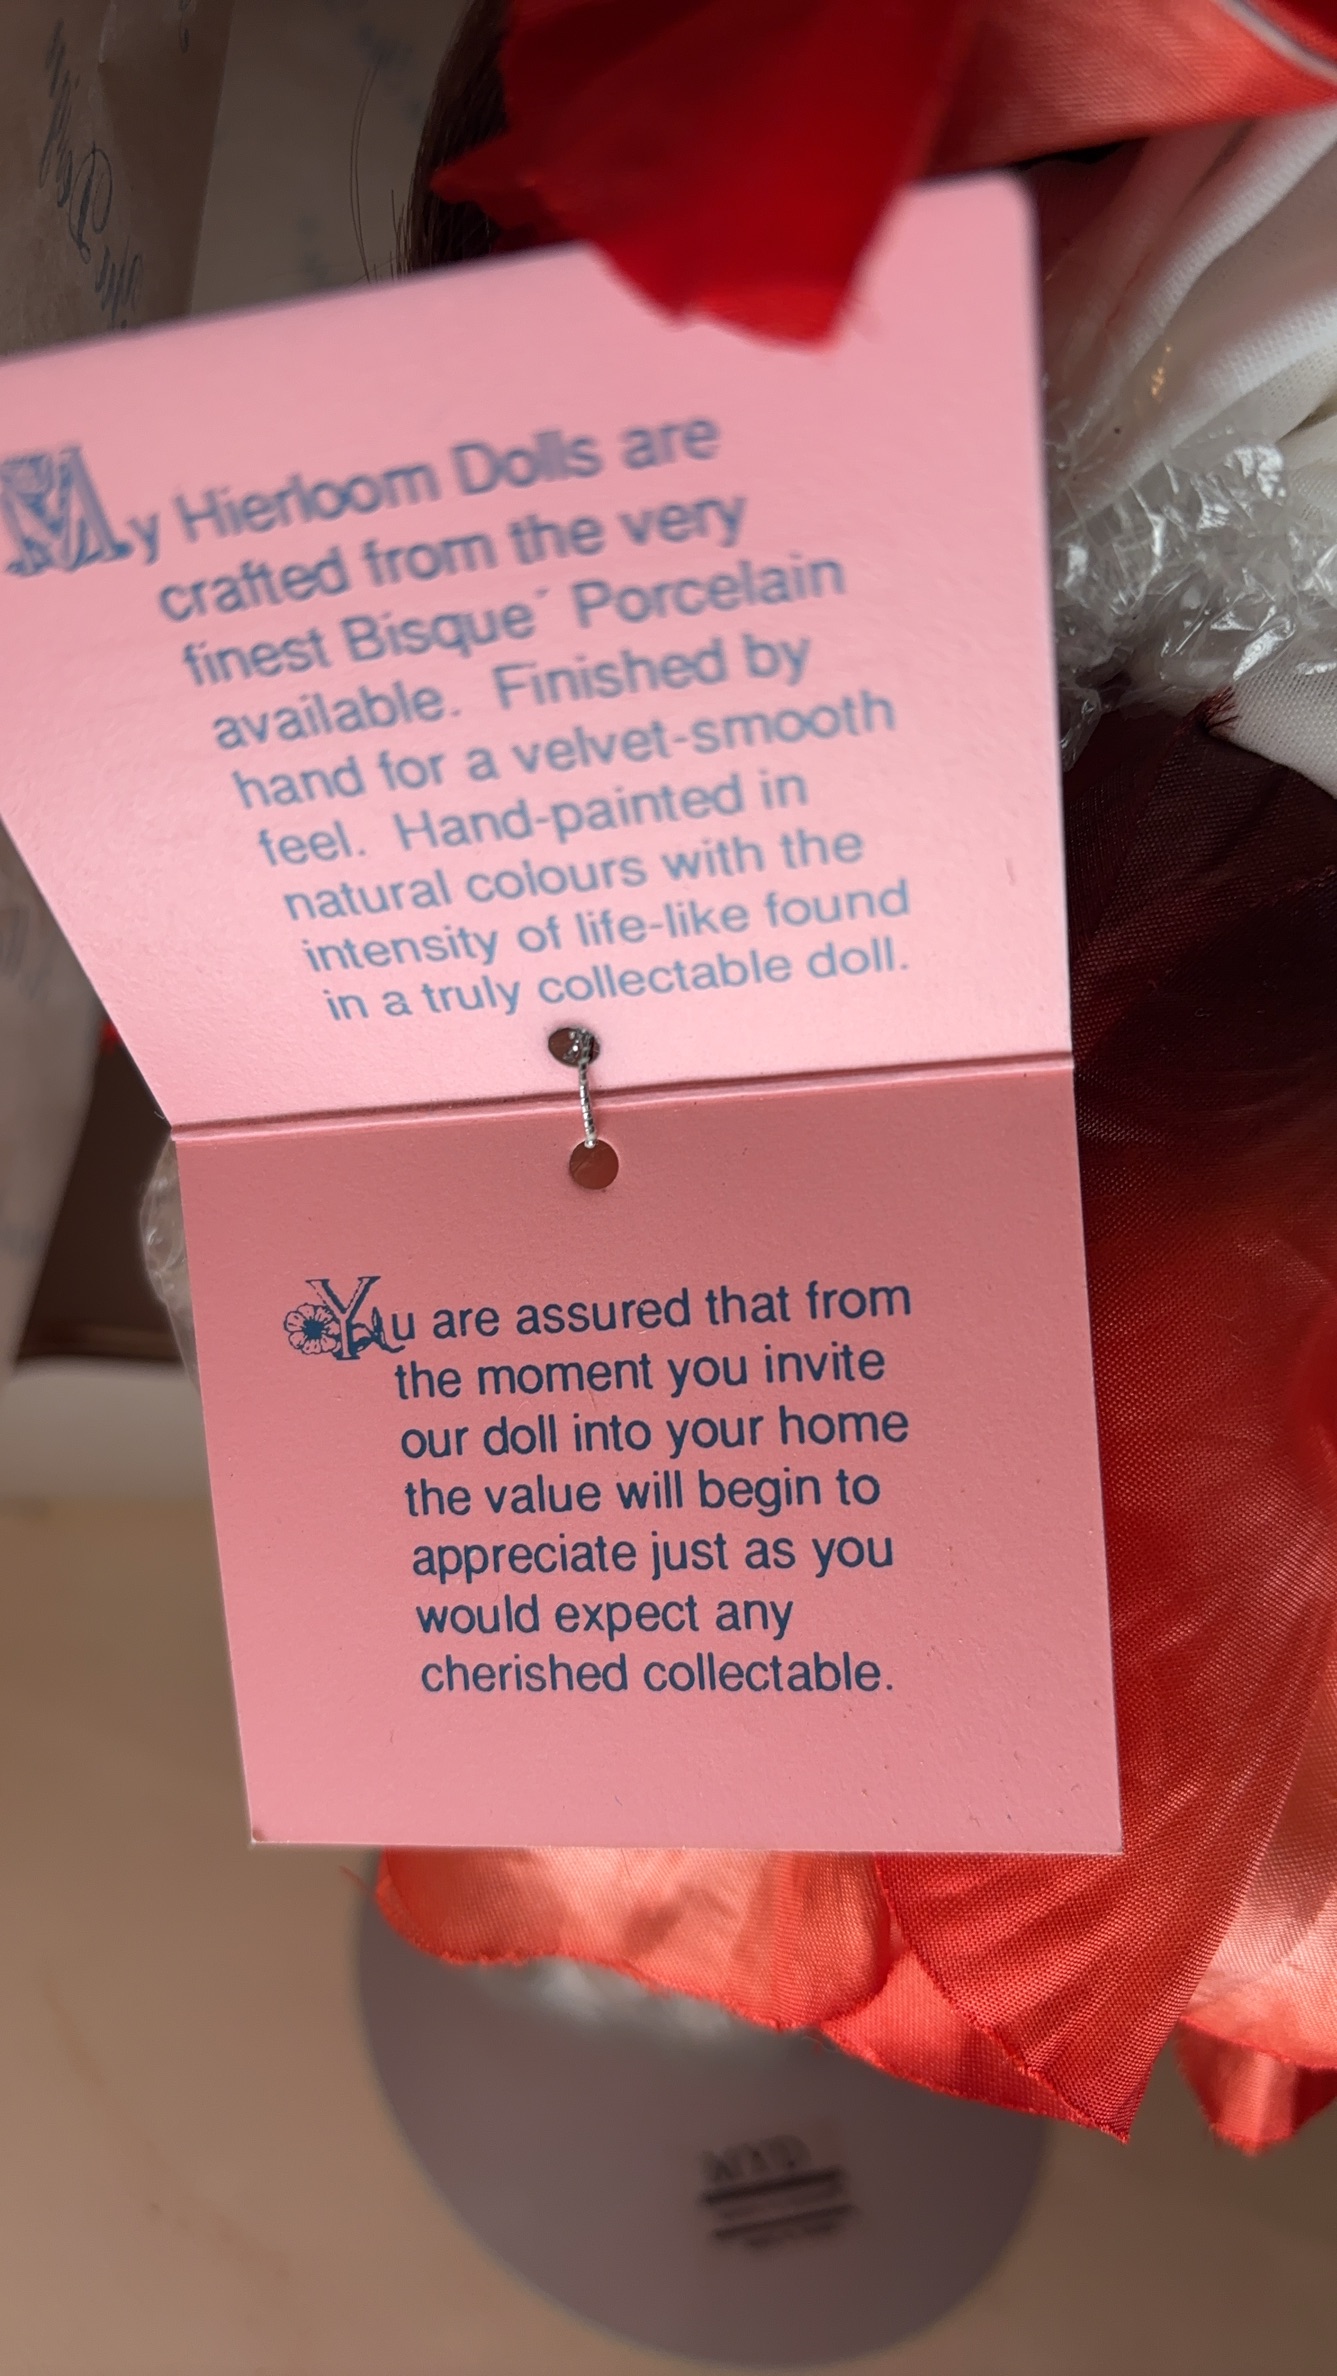 My Hierloom Dolls are
crafted from the very
finest Bisque´ Porcelain
available. Finished by
hand for a velvet-smooth
feel. Hand-painted in
natural colours with the
intensity of life-like found
in a truly collectable doll.
You are assured that from
the moment you invite
our doll into your home
the value will begin to
appreciate just as you
would expect any
cherished collectable.